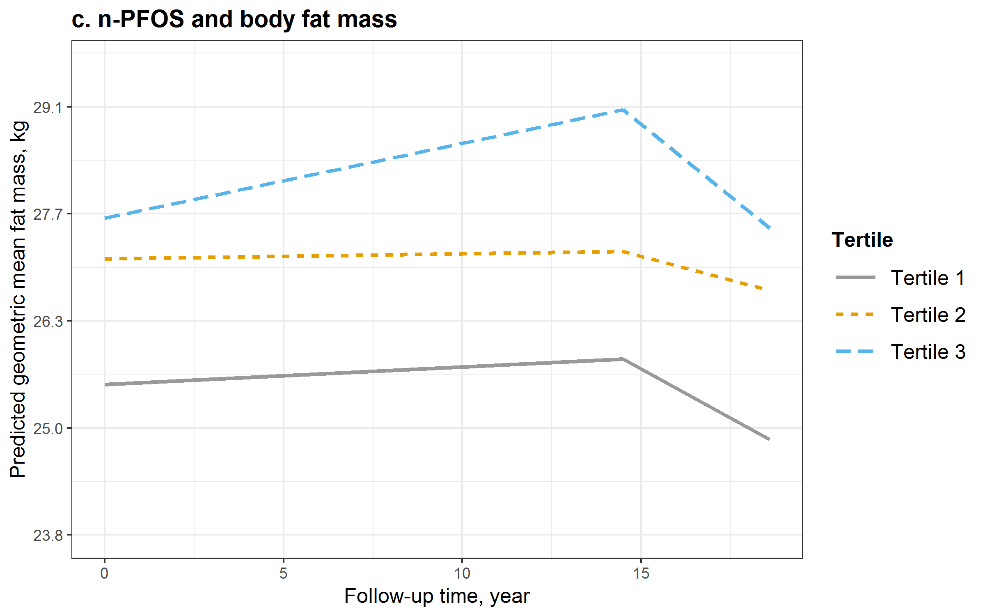 c. n-PFOS and body fat mass
Predicted geometric mean fat mass, kg
29.1
27.7
26.3
25.0
23.8
0 5 10 15
Follow-up time, year
Tertile
Tertile 1
Tertile 2
Tertile 3